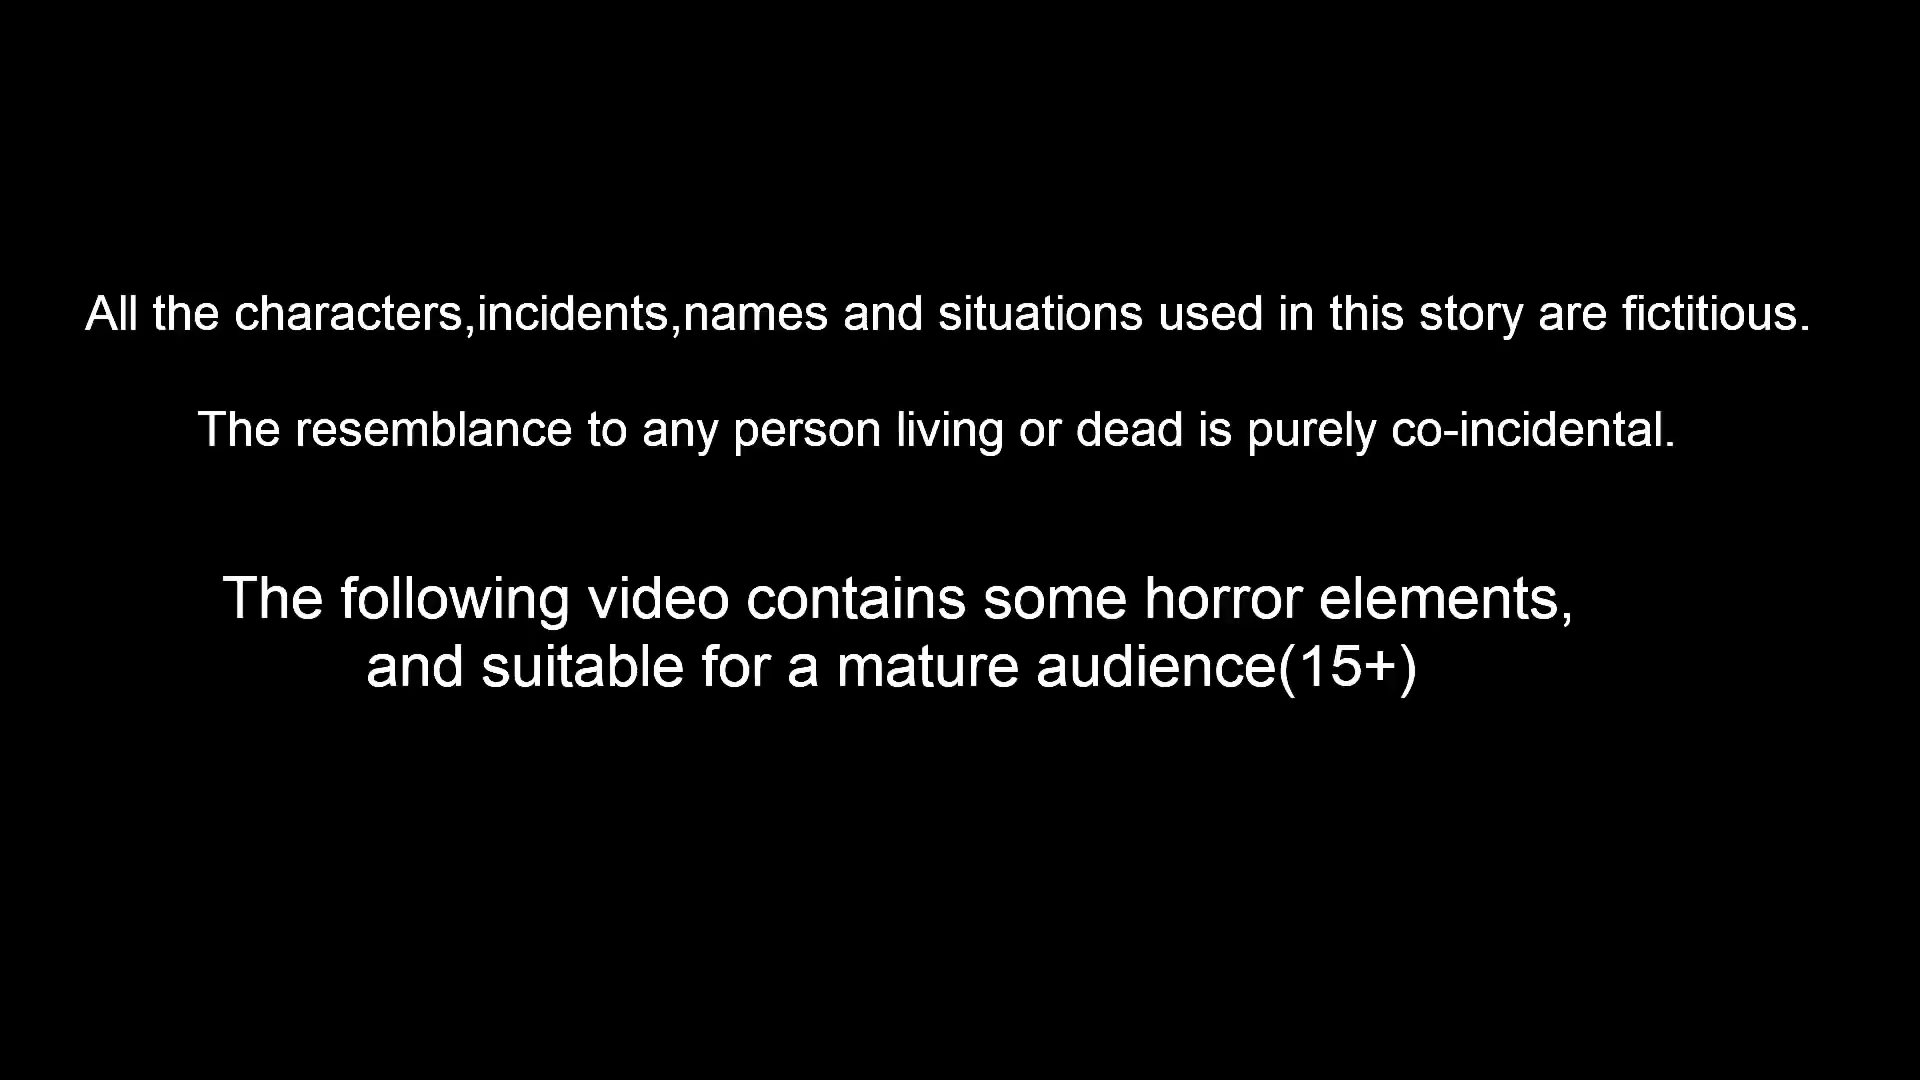 All the characters,incidents,names and situations used in this story are fictitious.
The resemblance to any person living or dead is purely co-incidental.
The following video contains some horror elements,
and suitable for a mature audience(15+)